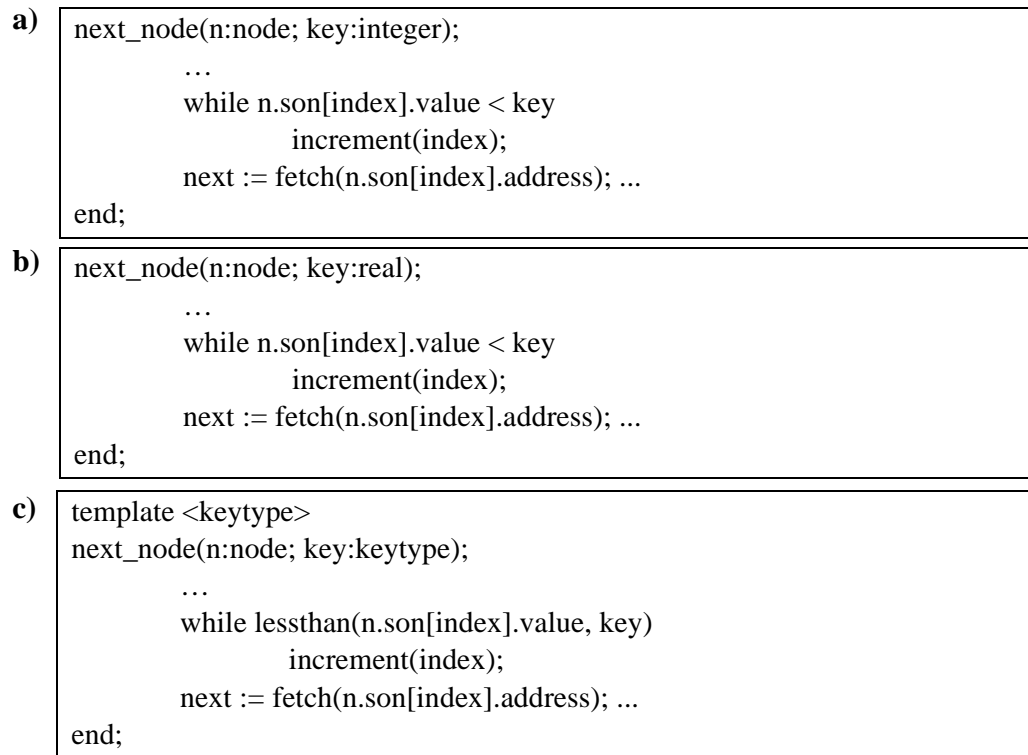 a)
next_node(n:node; key:integer);
…
while n.son[index].value < key
increment(index);
next := fetch(n.son[index].address); ...
end;
b)
next_node(n:node; key:real);
…
while n.son[index].value < key
increment(index);
next := fetch(n.son[index].address); ...
end;
c)
template <keytype>
next_node(n:node; key:keytype);
…
while lessthan(n.son[index].value, key)
increment(index);
next := fetch(n.son[index].address); ...
end;